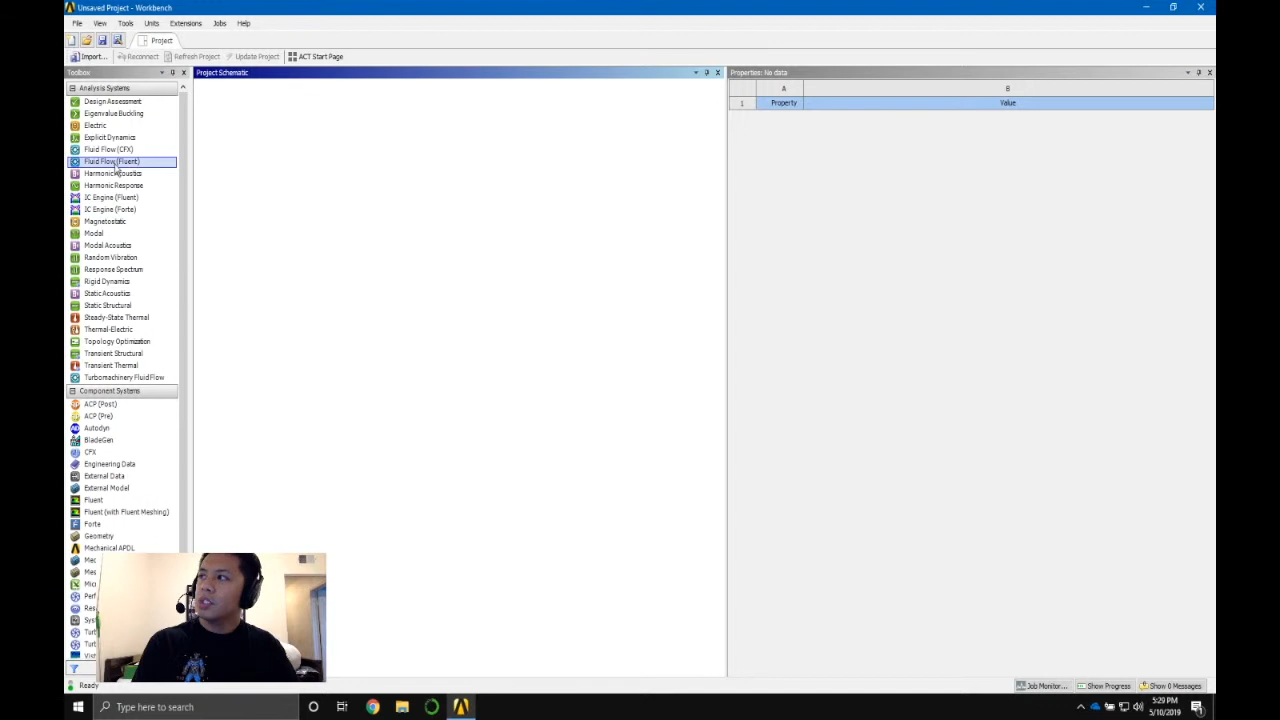 Unsaved Project - Workbench
File View Tools Units Extensions Jobs Help
Project
Import... Reconnect Refresh Project Update Project ACT Start Page
Toolbox
Project Schematic
Properties: No data
Analysis Systems
Design Assessment
Eigenvalue Buckling
Electric
Explicit Dynamics
Fluid Flow (CFX)
Fluid Flow (Fluent)
Harmonic Acoustics
Harmonic Response
IC Engine (Fluent)
IC Engine (Forte)
Magnetostatic
Modal
Modal Acoustics
Random Vibration
Response Spectrum
Rigid Dynamics
Static Acoustics
Static Structural
Steady-State Thermal
Thermal-Electric
Topology Optimization
Transient Structural
Transient Thermal
Turbomachinery Fluid Flow
Component Systems
ACP (Post)
ACP (Pre)
Autodyn
BladeGen
CFX
Engineering Data
External Data
External Model
Fluent
Fluent (with Fluent Meshing)
Forte
Geometry
Mechanical APDL
A B
1 Property Value
Ready
Job Monitor... Show Progress Show 0 Messages
Type here to search
5:29 PM
5/10/2019